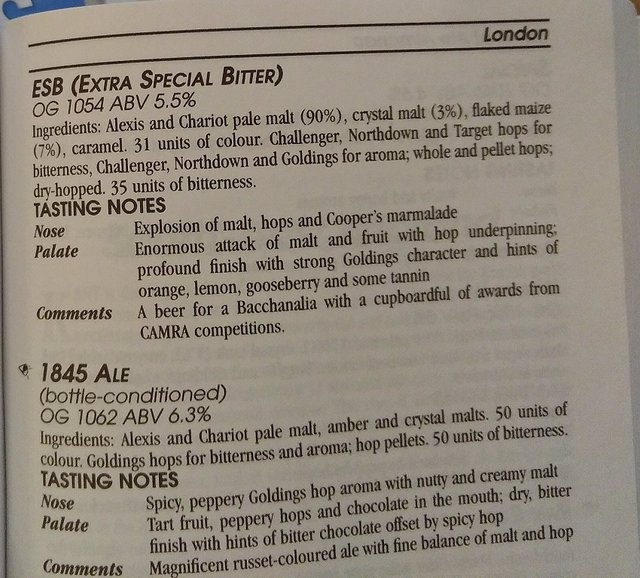 London
ESB (EXTRA SPECIAL BITTER)
OG 1054 ABV 5.5%
Ingredients: Alexis and Chariot pale malt (90%), crystal malt (3%), flaked maize
(7%), caramel. 31 units of colour. Challenger, Northdown and Target hops for
bitterness, Challenger, Northdown and Goldings for aroma; whole and pellet hops;
dry-hopped. 35 units of bitterness.
TASTING NOTES
Nose Explosion of malt, hops and Cooper's marmalade
Palate Enormous attack of malt and fruit with hop underpinning;
profound finish with strong Goldings character and hints of
orange, lemon, gooseberry and some tannin
Comments A beer for a Bacchanalia with a cupboardful of awards from
CAMRA competitions.
1845 ALE
(bottle-conditioned)
OG 1062 ABV 6.3%
Ingredients: Alexis and Chariot pale malt, amber and crystal malts. 50 units of
colour. Goldings hops for bitterness and aroma; hop pellets. 50 units of bitterness.
TASTING NOTES
Nose Spicy, peppery Goldings hop aroma with nutty and creamy malt
Palate Tart fruit, peppery hops and chocolate in the mouth; dry, bitter
finish with hints of bitter chocolate offset by spicy hop
Comments Magnificent russet-coloured ale with fine balance of malt and hop